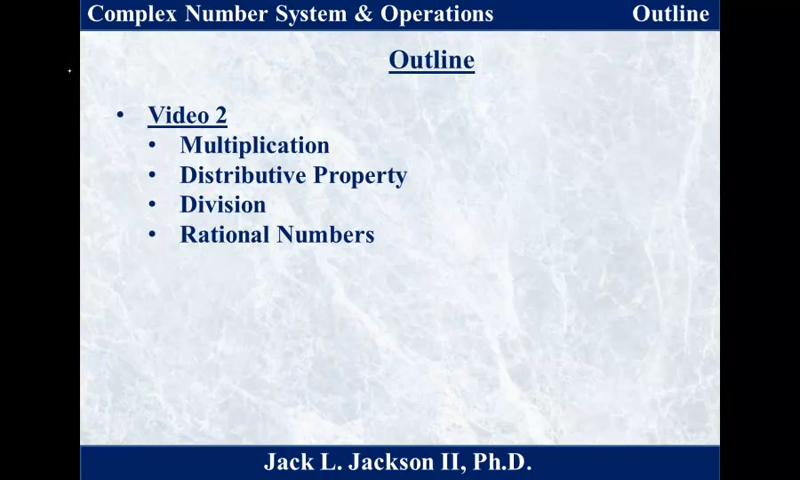 Complex Number System & Operations Outline
Outline
• Video 2
• Multiplication
• Distributive Property
• Division
• Rational Numbers
Jack L. Jackson II, Ph.D.